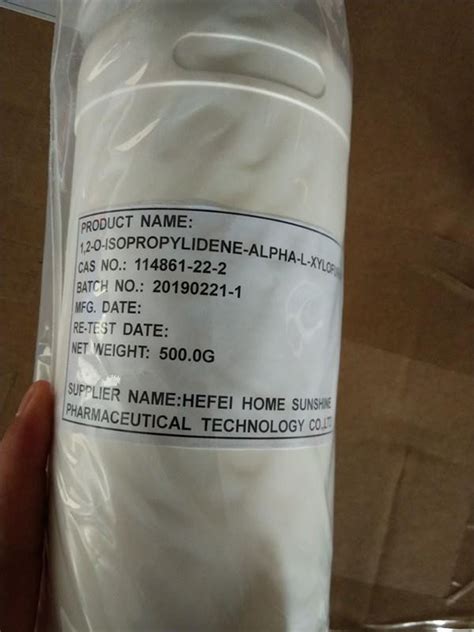 PRODUCT NAME:
1,2-O-ISOPROPYLIDENE-ALPHA-L-XYLOFURAN
CAS NO.: 114861-22-2
BATCH NO.: 20190221-1
MFG. DATE:
RE-TEST DATE:
NET WEIGHT: 500.0G
SUPPLIER NAME:HEFEI HOME SUNSHINE
PHARMACEUTICAL TECHNOLOGY CO.,LTD